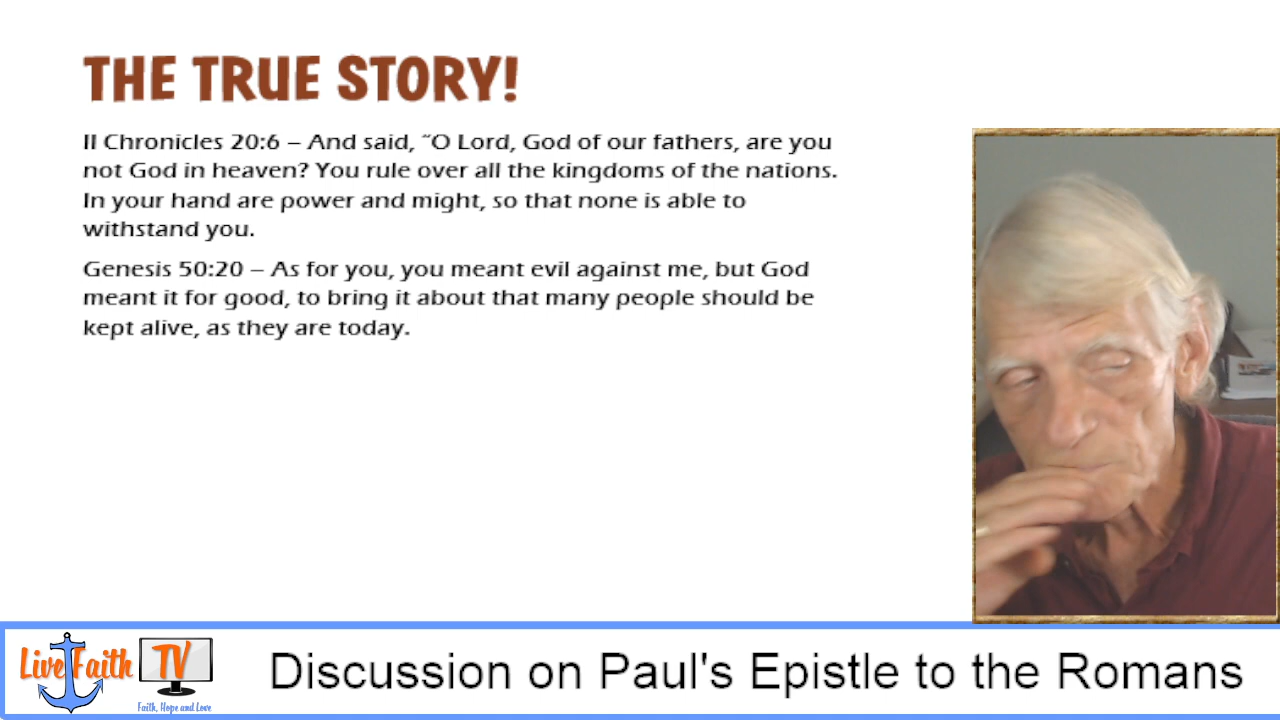 THE TRUE STORY!
II Chronicles 20:6 – And said, “O Lord, God of our fathers, are you
not God in heaven? You rule over all the kingdoms of the nations.
In your hand are power and might, so that none is able to
withstand you.
Genesis 50:20 – As for you, you meant evil against me, but God
meant it for good, to bring it about that many people should be
kept alive, as they are today.
Live Faith TV
Faith, Hope and Love
Discussion on Paul's Epistle to the Romans